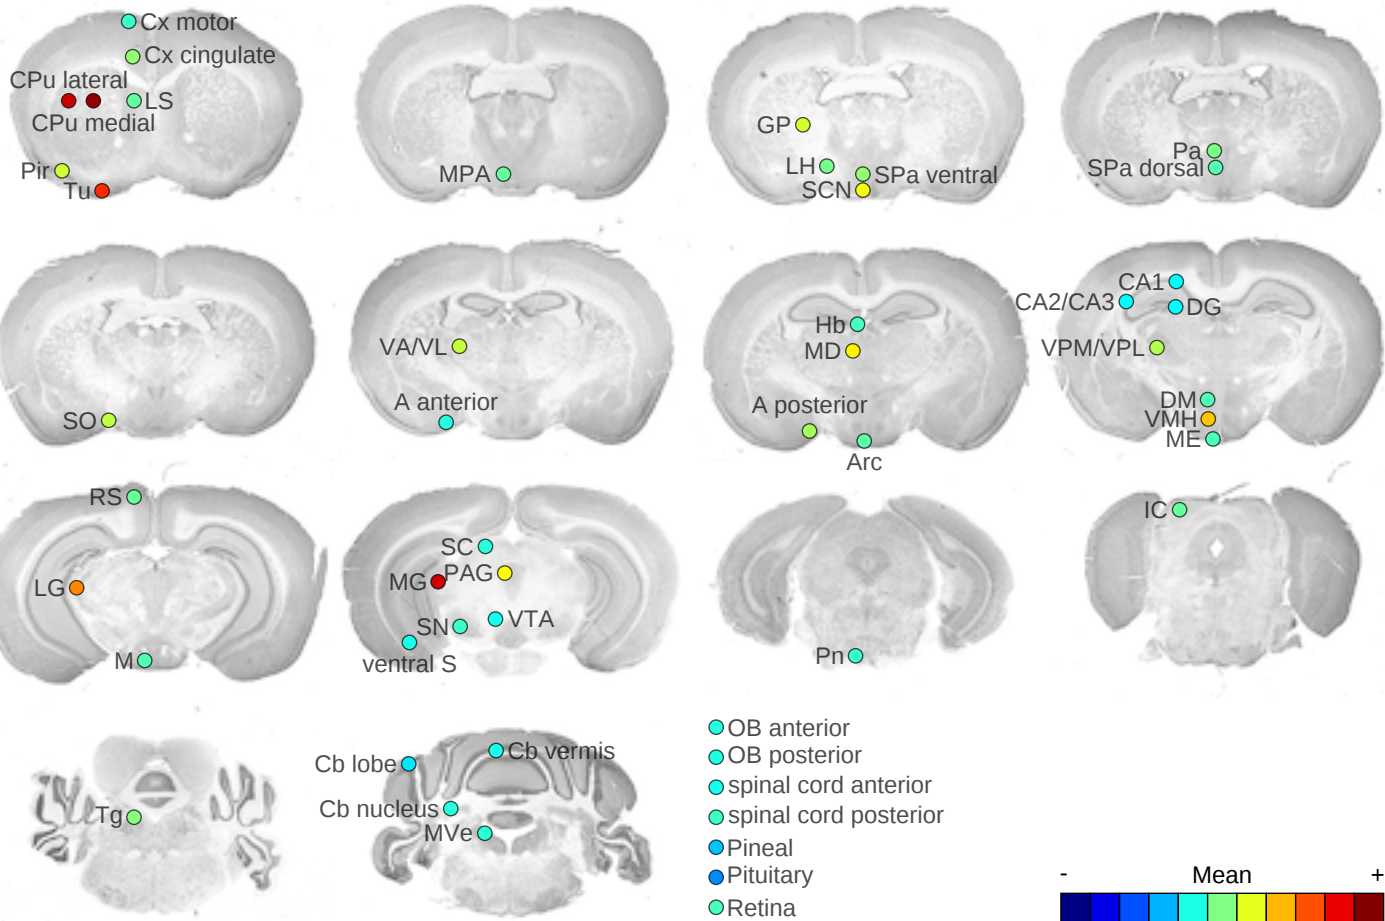 Cx motor
Cx cingulate
CPu lateral
LS
CPu medial
Pir
Tu
MPA
GP
LH
SPa ventral
SCN
Pa
SPa dorsal
SO
VA/VL
A anterior
Hb
MD
A posterior
Arc
CA1
CA2/CA3
DG
VPM/VPL
DM
VMH
ME
RS
LG
M
SC
MG
PAG
SN
VTA
ventral S
Pn
IC
Tg
Cb lobe
Cb vermis
Cb nucleus
MVe
OB anterior
OB posterior
spinal cord anterior
spinal cord posterior
Pineal
Pituitary
Retina
- Mean +